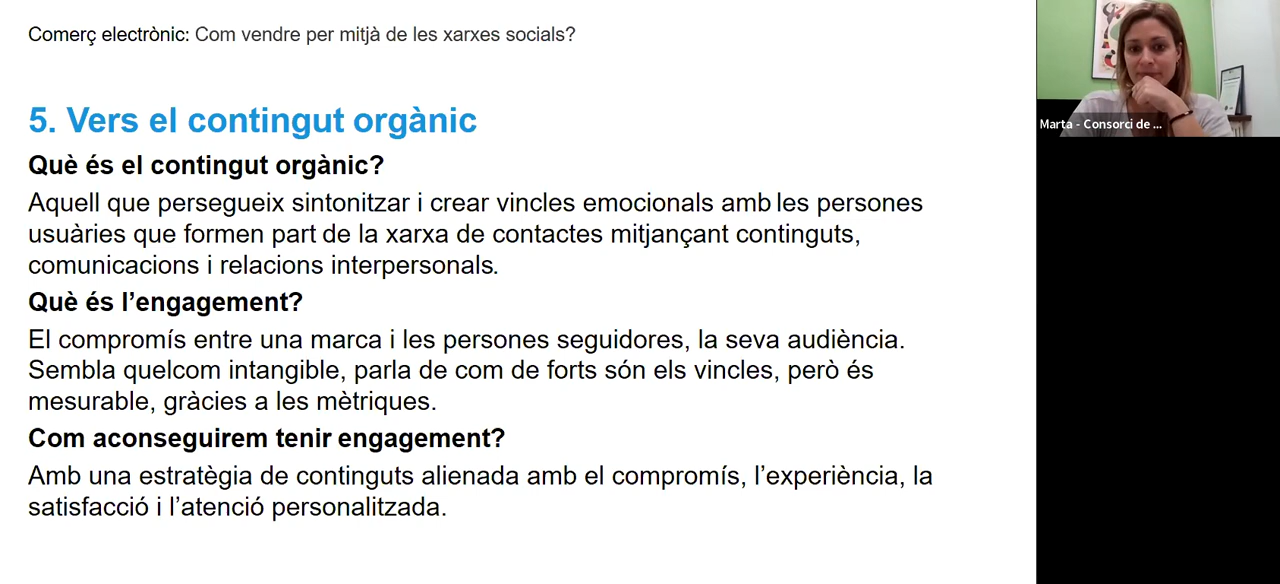 Comerç electrònic: Com vendre per mitjà de les xarxes socials?
5. Vers el contingut orgànic
Què és el contingut orgànic?
Aquell que persegueix sintonitzar i crear vincles emocionals amb les persones
usuàries que formen part de la xarxa de contactes mitjançant continguts,
comunicacions i relacions interpersonals.
Què és l’engagement?
El compromís entre una marca i les persones seguidores, la seva audiència.
Sembla quelcom intangible, parla de com de forts són els vincles, però és
mesurable, gràcies a les mètriques.
Com aconseguirem tenir engagement?
Amb una estratègia de continguts alienada amb el compromís, l’experiència, la
satisfacció i l’atenció personalitzada.
Marta - Consorci de ...